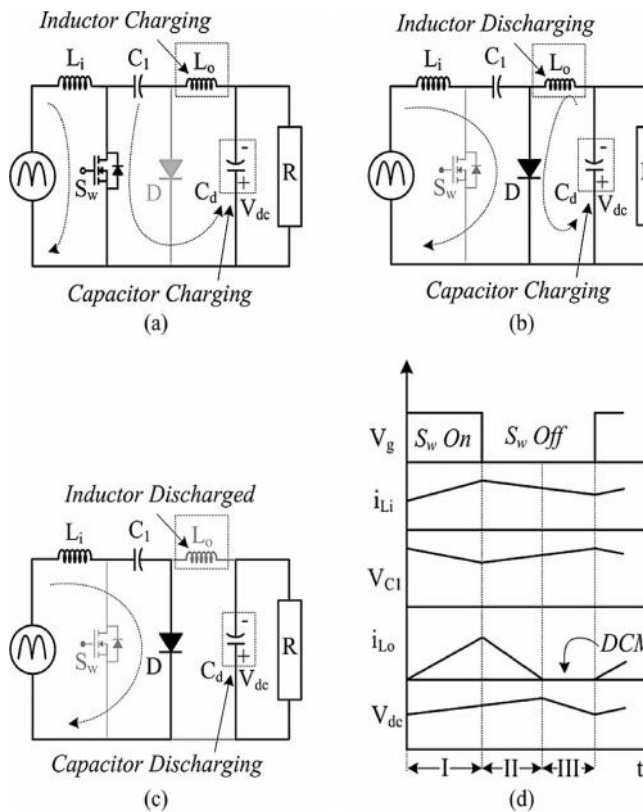 Inductor Charging
Li C1 Lo
Sw D Cd - + Vdc R
Capacitor Charging
(a)
Inductor Discharging
Li C1 Lo
Sw D Cd - + Vdc
Capacitor Charging
(b)
Inductor Discharged
Li C1 Lo
Sw D Cd - + Vdc R
Capacitor Discharging
(c)
Vg Sw On Sw Off
iLi
VC1
iLo DCM
Vdc
I II III t
(d)